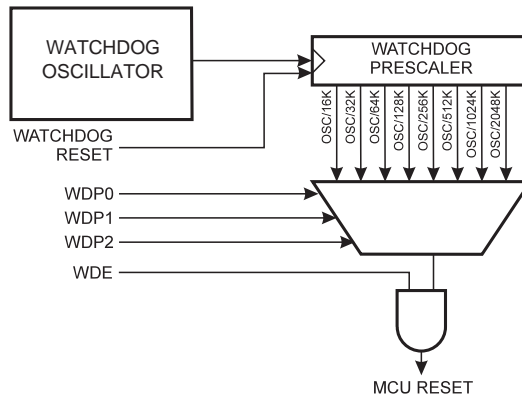 WATCHDOG
OSCILLATOR
WATCHDOG
PRESCALER
WATCHDOG
RESET
OSC/16K
OSC/32K
OSC/64K
OSC/128K
OSC/256K
OSC/512K
OSC/1024K
OSC/2048K
WDP0
WDP1
WDP2
WDE
MCU RESET